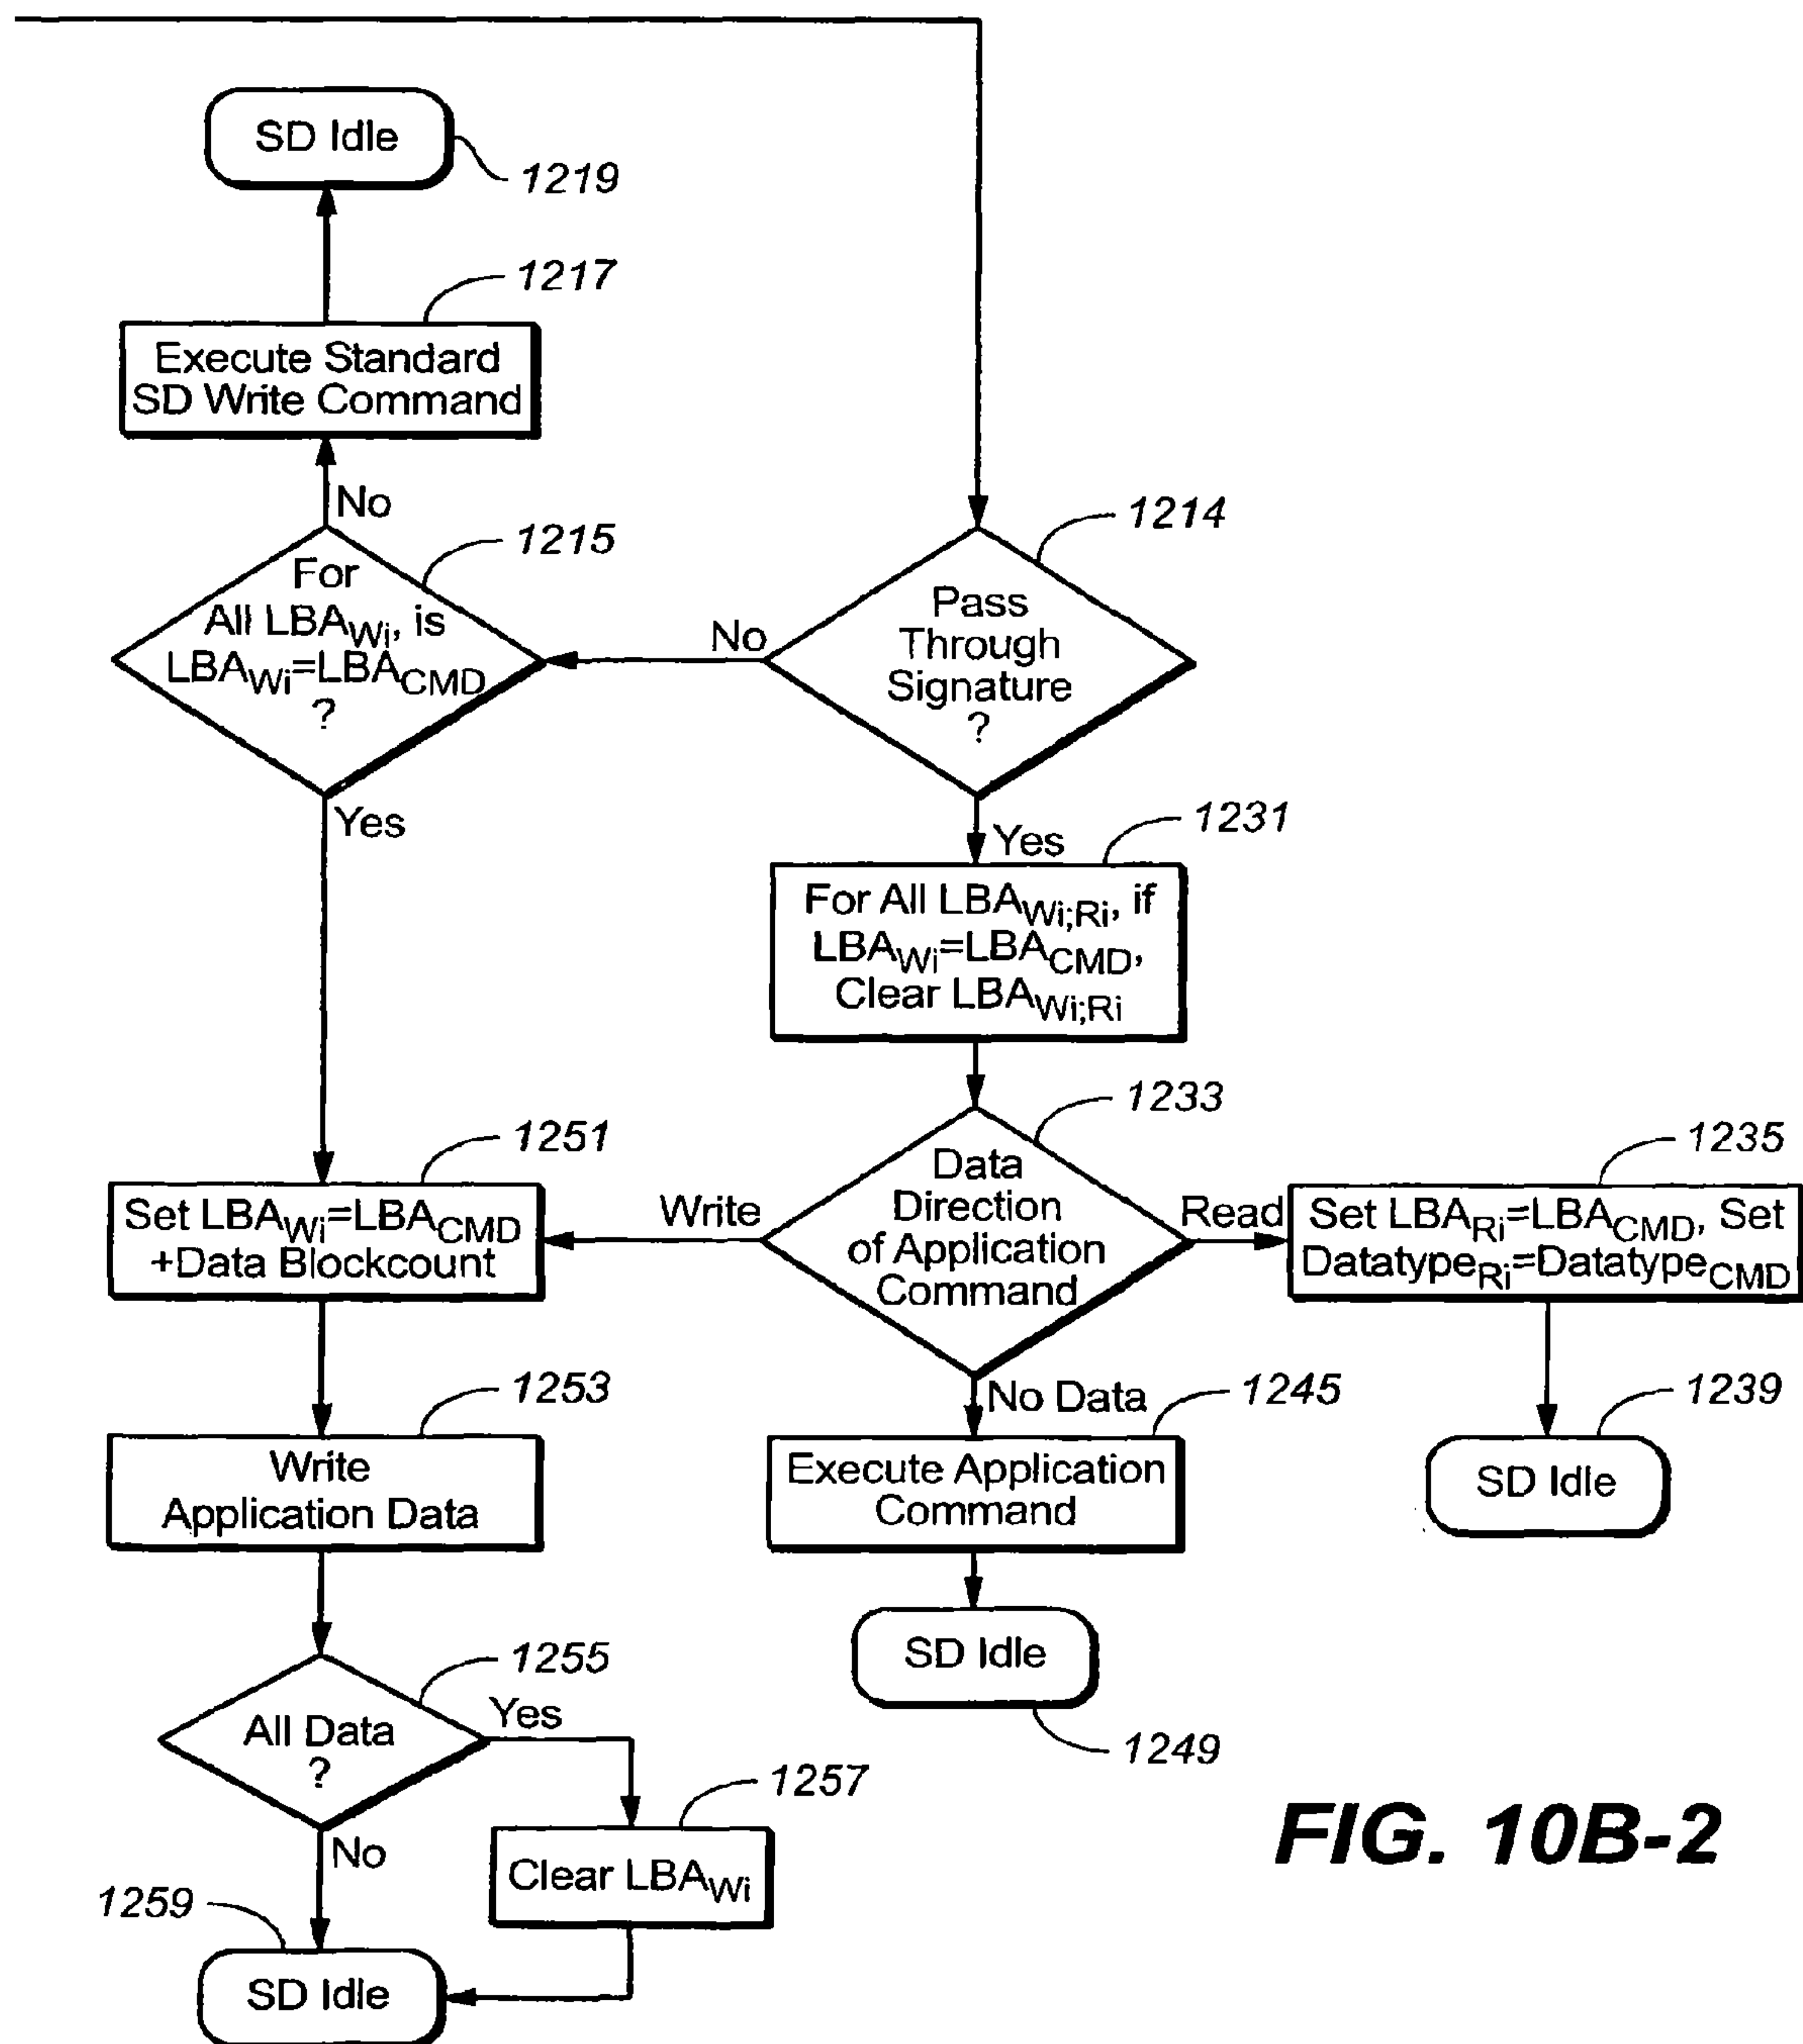 SD Idle
1219
1217
Execute Standard
SD Write Command
No
1215
For
All LBAWi, is
LBAWi=LBACMD
?
Yes
1214
Pass
Through
Signature
?
No
Yes
1231
For All LBAWi;Ri, if
LBAWi=LBACMD,
Clear LBAWi;Ri
1233
Data
Direction
of Application
Command
Write
Read
1235
Set LBARi=LBACMD, Set
DatatypeRi=DatatypeCMD
1239
SD Idle
1251
Set LBAWi=LBACMD
+Data Blockcount
No Data
1245
Execute Application
Command
SD Idle
1249
1253
Write
Application Data
1255
All Data
?
Yes
1257
Clear LBAWi
No
1259
SD Idle
FIG. 10B-2